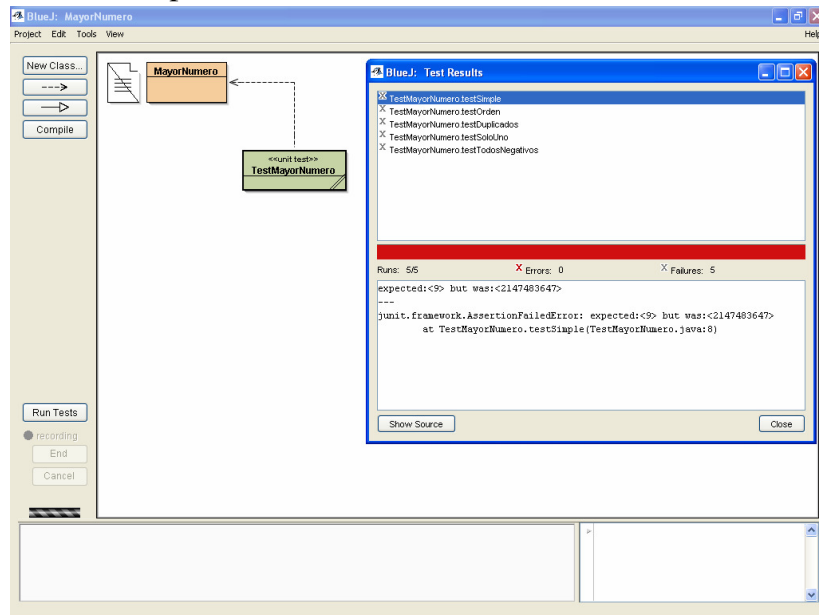 BlueJ: MayorNumero
Project Edit Tools View Help
New Class...
Compile
MayorNumero
<<unit test>>
TestMayorNumero
BlueJ: Test Results
X TestMayorNumero.testSimple
X TestMayorNumero.testOrden
X TestMayorNumero.testDuplicados
X TestMayorNumero.testSoloUno
X TestMayorNumero.testTodosNegativos
Runs: 5/5 X Errors: 0 X Failures: 5
expected:<9> but was:<2147483647>
---
junit.framework.AssertionFailedError: expected:<9> but was:<2147483647>
at TestMayorNumero.testSimple(TestMayorNumero.java:8)
Show Source Close
Run Tests
recording
End
Cancel
>